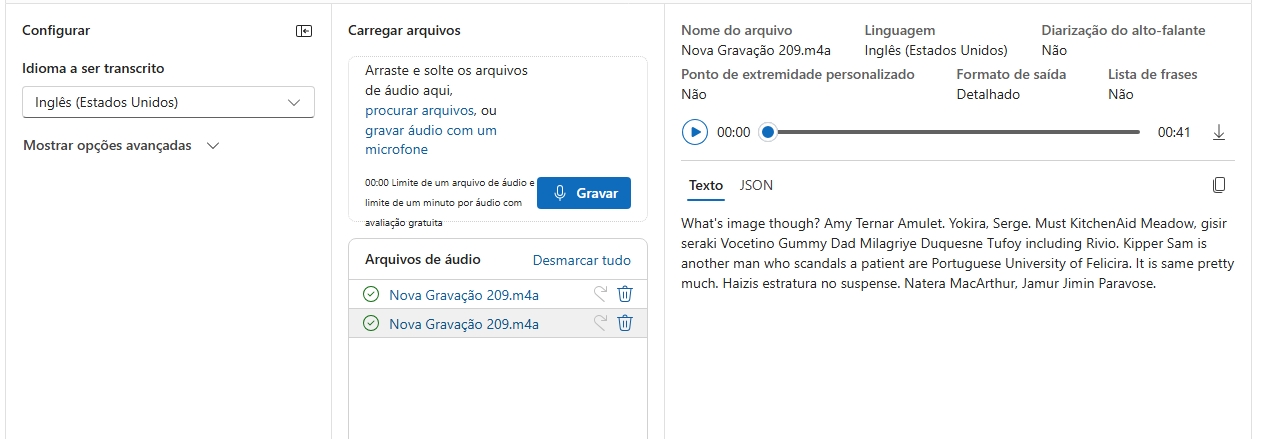 Configurar
Idioma a ser transcrito
Inglês (Estados Unidos)
Mostrar opções avançadas
Carregar arquivos
Arraste e solte os arquivos
de áudio aqui,
procurar arquivos, ou
gravar áudio com um
microfone
00:00 Limite de um arquivo de áudio e
limite de um minuto por áudio com
avaliação gratuita
Gravar
Arquivos de áudio
Desmarcar tudo
Nova Gravação 209.m4a
Nova Gravação 209.m4a
Nome do arquivo
Nova Gravação 209.m4a
Linguagem
Inglês (Estados Unidos)
Diarização do alto-falante
Não
Ponto de extremidade personalizado
Não
Formato de saída
Detalhado
Lista de frases
Não
00:00
00:41
Texto
JSON
What's image though? Amy Ternar Amulet. Yokira, Serge. Must KitchenAid Meadow, gisir
seraki Vocetino Gummy Dad Milagriye Duquesne Tufoy including Rivio. Kipper Sam is
another man who scandals a patient are Portuguese University of Felicira. It is same pretty
much. Haizis estratura no suspense. Natera MacArthur, Jamur Jimin Paravose.